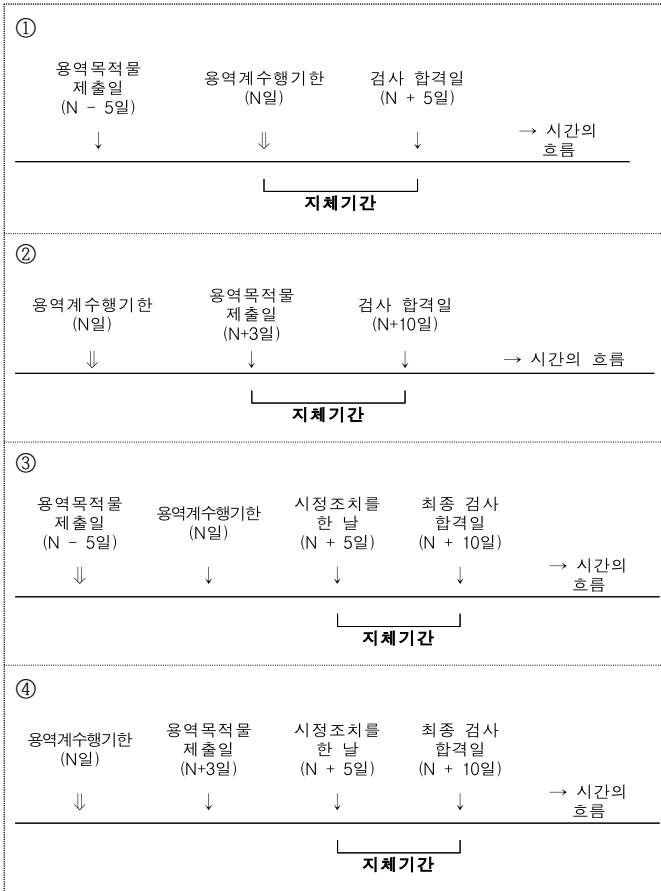 ①
용역목적물
제출일
(N - 5일)
용역계수행기한
(N일)
검사 합격일
(N + 5일)
→ 시간의
흐름
↓
⇓
↓
지체기간
②
용역계수행기한
(N일)
용역목적물
제출일
(N+3일)
검사 합격일
(N+10일)
→ 시간의 흐름
⇓
↓
↓
지체기간
③
용역목적물
제출일
(N - 5일)
용역계수행기한
(N일)
시정조치를
한 날
(N + 5일)
최종 검사
합격일
(N + 10일)
→ 시간의
흐름
⇓
↓
↓
↓
지체기간
④
용역계수행기한
(N일)
용역목적물
제출일
(N+3일)
시정조치를
한 날
(N + 5일)
최종 검사
합격일
(N + 10일)
→ 시간의
흐름
⇓
↓
↓
↓
지체기간